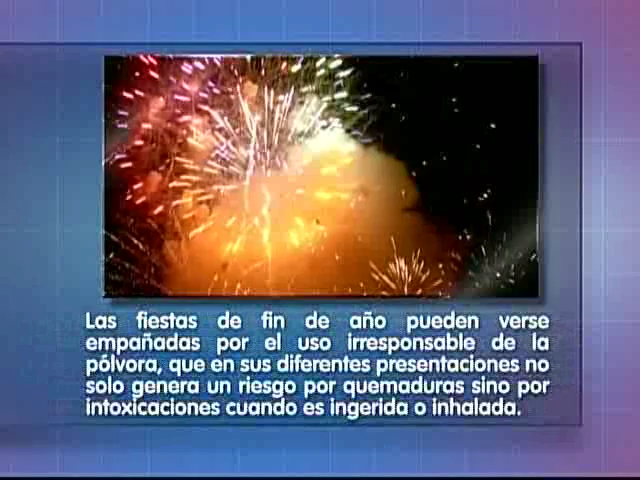 Las fiestas de fin de año pueden verse
empañadas por el uso irresponsable de la
pólvora, que en sus diferentes presentaciones no
solo genera un riesgo por quemaduras sino por
intoxicaciones cuando es ingerida o inhalada.